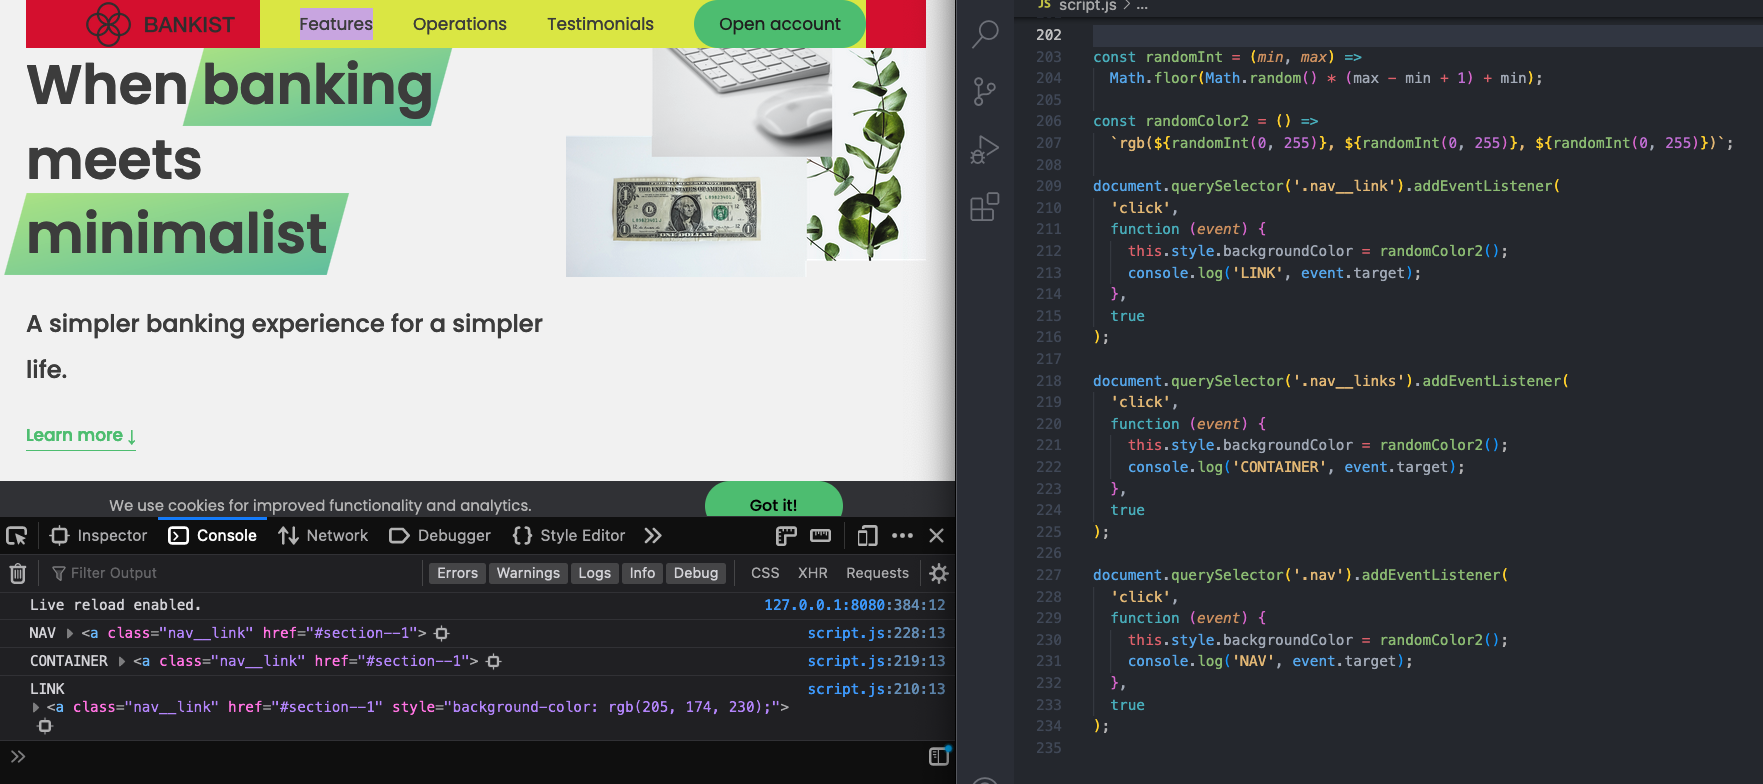 BANKIST
Features
Operations
Testimonials
Open account
When banking
meets
minimalist
A simpler banking experience for a simpler
life.
Learn more ↓
We use cookies for improved functionality and analytics.
Got it!
Inspector
Console
Network
Debugger
Style Editor
Filter Output
Errors
Warnings
Logs
Info
Debug
CSS
XHR
Requests
Live reload enabled. 127.0.0.1:8080:384:12
NAV <a class="nav__link" href="#section--1"> script.js:228:13
CONTAINER <a class="nav__link" href="#section--1"> script.js:219:13
LINK script.js:210:13
<a class="nav__link" href="#section--1" style="background-color: rgb(205, 174, 230);">
JS script.js > ...
202
203 const randomInt = (min, max) =>
204 Math.floor(Math.random() * (max - min + 1) + min);
205
206 const randomColor2 = () =>
207 `rgb(${randomInt(0, 255)}, ${randomInt(0, 255)}, ${randomInt(0, 255)})`;
208
209 document.querySelector('.nav__link').addEventListener(
210 'click',
211 function (event) {
212 this.style.backgroundColor = randomColor2();
213 console.log('LINK', event.target);
214 },
215 true
216 );
217
218 document.querySelector('.nav__links').addEventListener(
219 'click',
220 function (event) {
221 this.style.backgroundColor = randomColor2();
222 console.log('CONTAINER', event.target);
223 },
224 true
225 );
226
227 document.querySelector('.nav').addEventListener(
228 'click',
229 function (event) {
230 this.style.backgroundColor = randomColor2();
231 console.log('NAV', event.target);
232 },
233 true
234 );
235